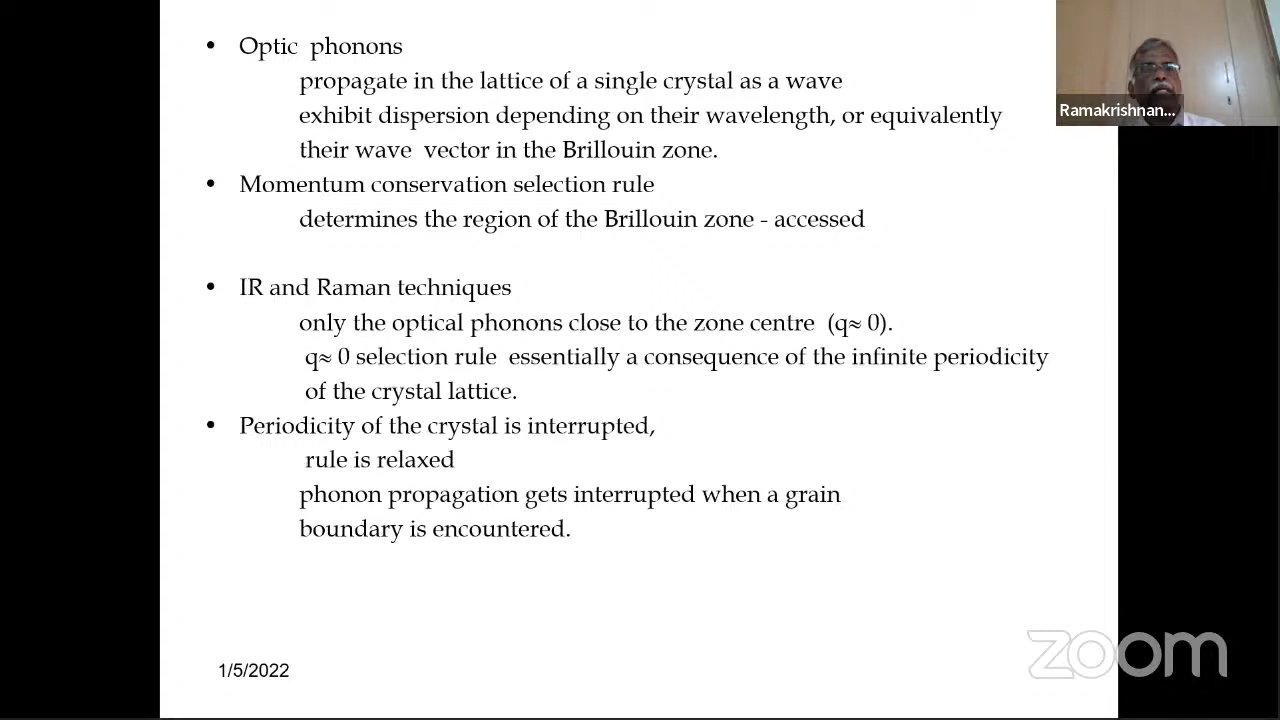 • Optic phonons
propagate in the lattice of a single crystal as a wave
exhibit dispersion depending on their wavelength, or equivalently
their wave vector in the Brillouin zone.
• Momentum conservation selection rule
determines the region of the Brillouin zone - accessed
• IR and Raman techniques
only the optical phonons close to the zone centre (q≈ 0).
q≈ 0 selection rule essentially a consequence of the infinite periodicity
of the crystal lattice.
• Periodicity of the crystal is interrupted,
rule is relaxed
phonon propagation gets interrupted when a grain
boundary is encountered.
1/5/2022
Ramakrishnan...
zoom